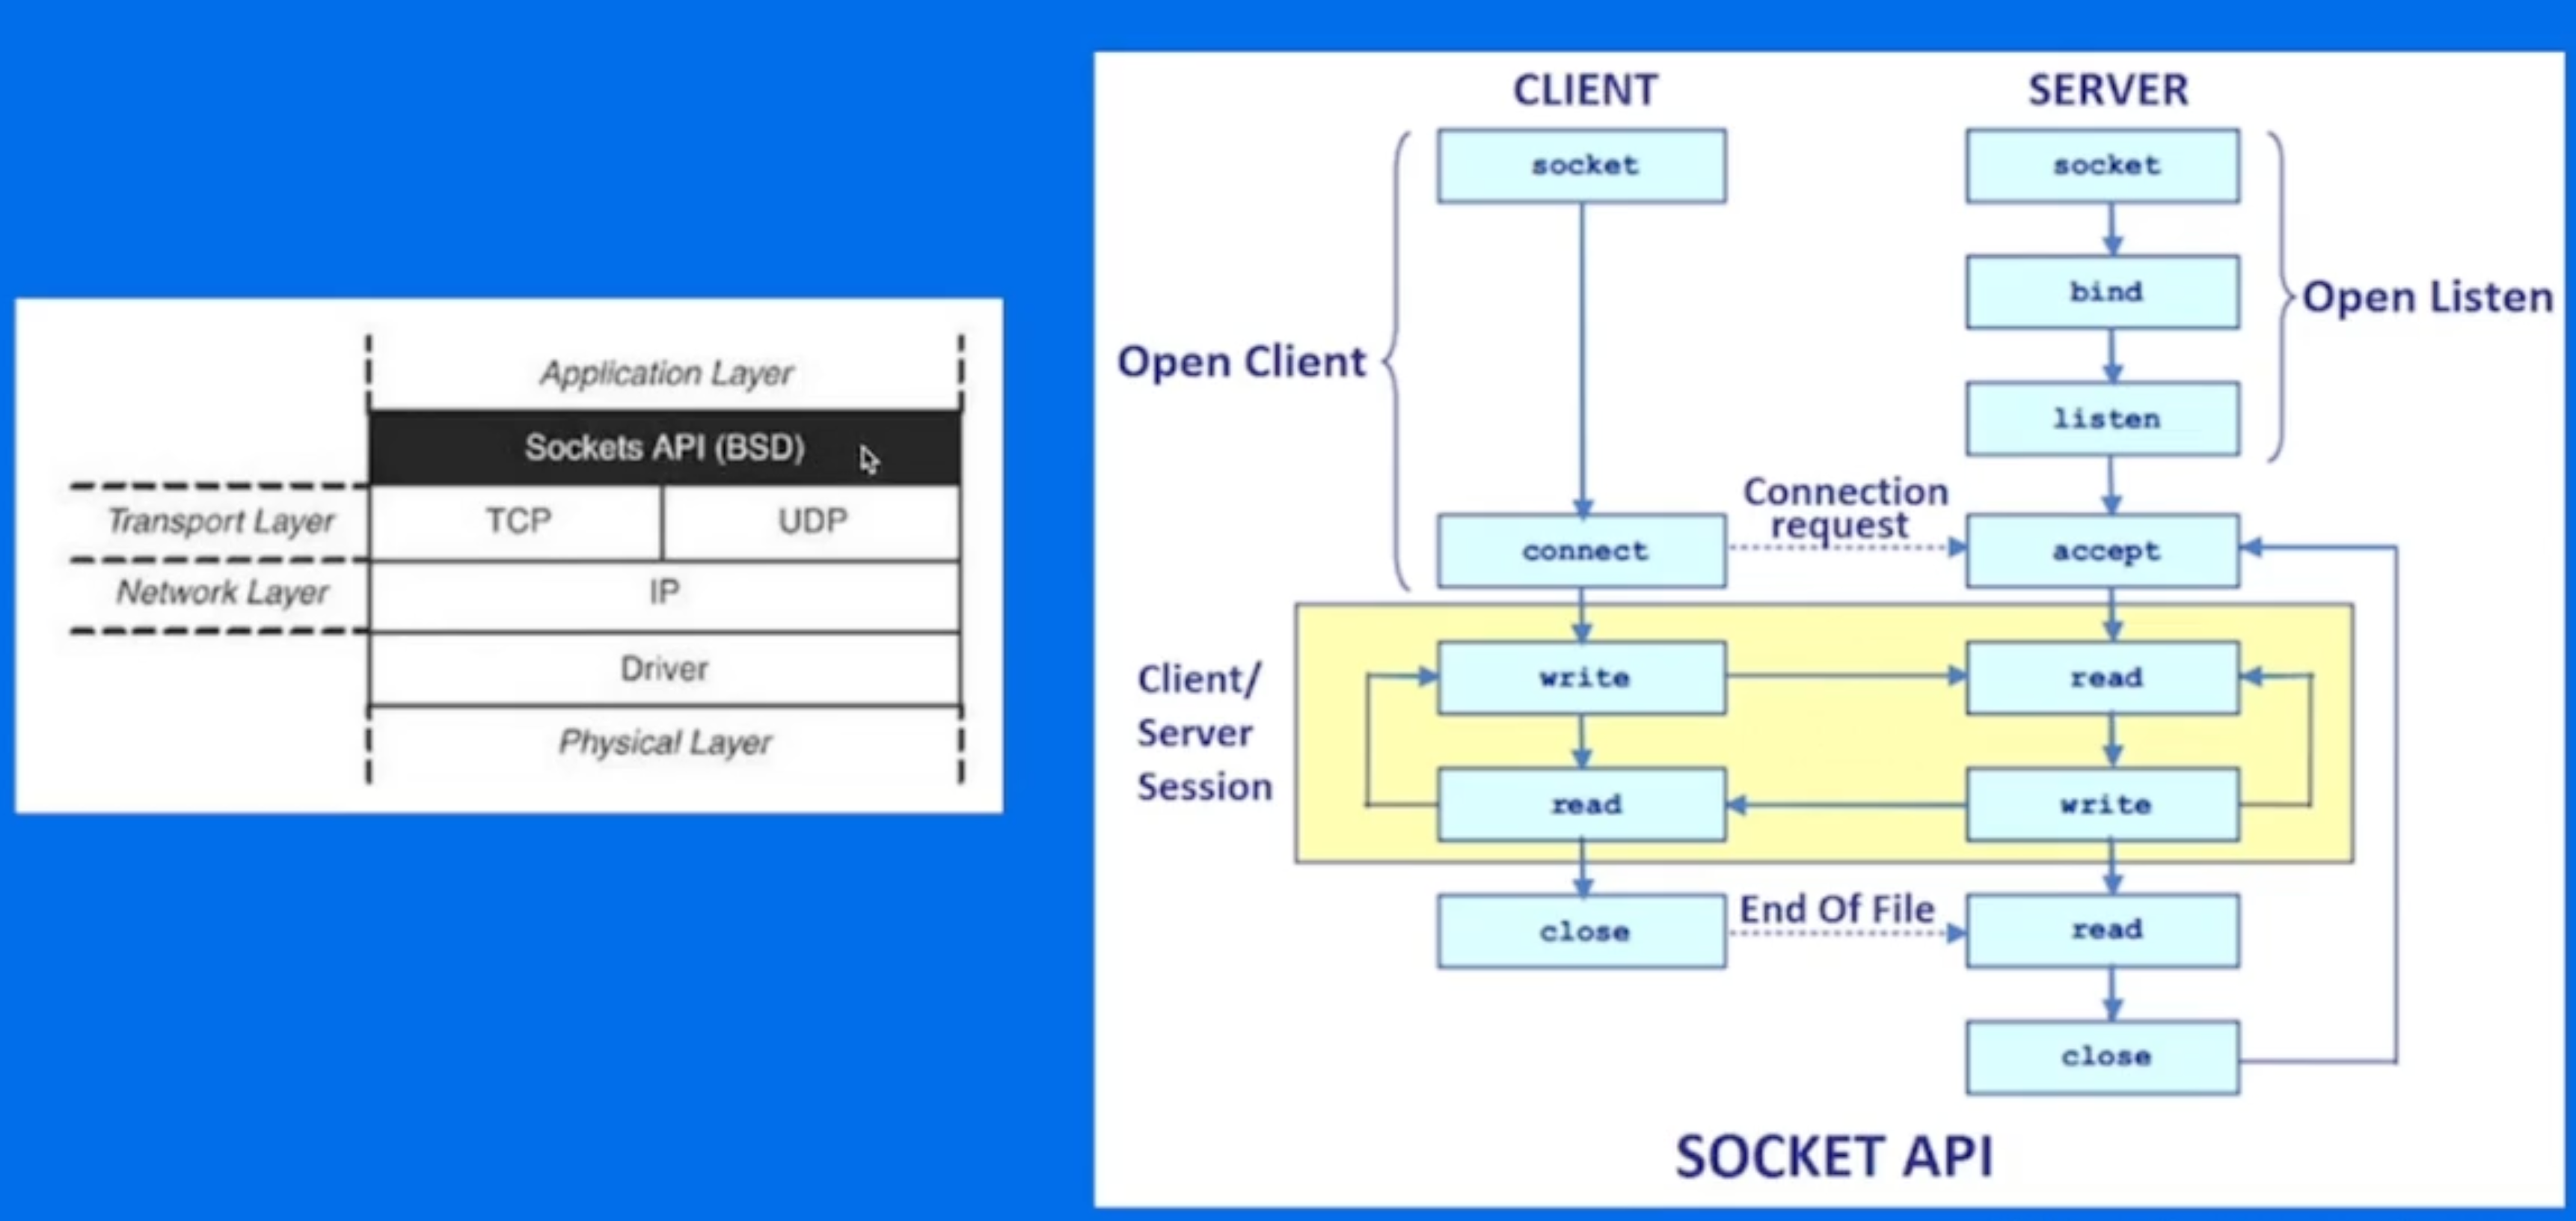 Application Layer
Sockets API (BSD)
Transport Layer
TCP
UDP
Network Layer
IP
Driver
Physical Layer
CLIENT
SERVER
socket
socket
bind
Open Listen
Open Client
listen
Connection
request
connect
accept
Client/
Server
Session
write
read
read
write
close
End Of File
read
close
SOCKET API